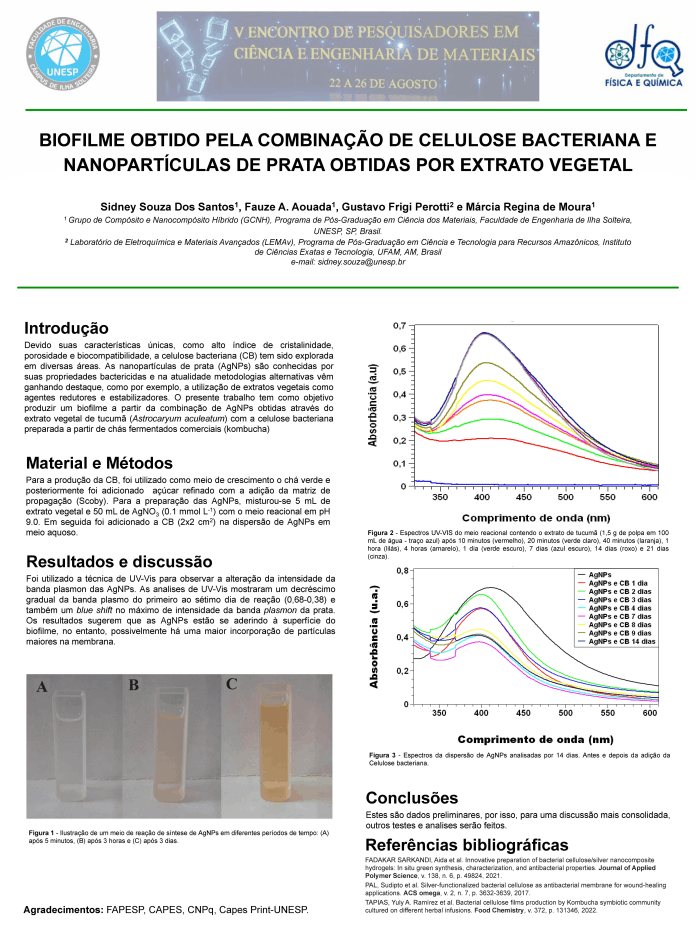 FACULDADE DE ENGENHARIA
UNESP
CÂMPUS DE ILHA SOLTEIRA
V ENCONTRO DE PESQUISADORES EM
CIÊNCIA E ENGENHARIA DE MATERIAIS
22 A 26 DE AGOSTO
dfq
Departamento de
FÍSICA E QUÍMICA
BIOFILME OBTIDO PELA COMBINAÇÃO DE CELULOSE BACTERIANA E
NANOPARTÍCULAS DE PRATA OBTIDAS POR EXTRATO VEGETAL
Sidney Souza Dos Santos¹, Fauze A. Aouada¹, Gustavo Frigi Perotti² e Márcia Regina de Moura¹
¹ Grupo de Compósito e Nanocompósito Híbrido (GCNH), Programa de Pós-Graduação em Ciência dos Materiais, Faculdade de Engenharia de Ilha Solteira,
UNESP, SP, Brasil.
² Laboratório de Eletroquímica e Materiais Avançados (LEMAv), Programa de Pós-Graduação em Ciência e Tecnologia para Recursos Amazônicos, Instituto
de Ciências Exatas e Tecnologia, UFAM, AM, Brasil
e-mail: sidney.souza@unesp.br
Introdução
Devido suas características únicas, como alto índice de cristalinidade,
porosidade e biocompatibilidade, a celulose bacteriana (CB) tem sido explorada
em diversas áreas. As nanopartículas de prata (AgNPs) são conhecidas por
suas propriedades bactericidas e na atualidade metodologias alternativas vêm
ganhando destaque, como por exemplo, a utilização de extratos vegetais como
agentes redutores e estabilizadores. O presente trabalho tem como objetivo
produzir um biofilme a partir da combinação de AgNPs obtidas através do
extrato vegetal de tucumã (Astrocaryum aculeatum) com a celulose bacteriana
preparada a partir de chás fermentados comerciais (kombucha)
Material e Métodos
Para a produção da CB, foi utilizado como meio de crescimento o chá verde e
posteriormente foi adicionado açúcar refinado com a adição da matriz de
propagação (Scoby). Para a preparação das AgNPs, misturou-se 5 mL de
extrato vegetal e 50 mL de AgNO₃ (0.1 mmol L⁻¹) com o meio reacional em pH
9.0. Em seguida foi adicionado a CB (2x2 cm²) na dispersão de AgNPs em
meio aquoso.
Resultados e discussão
Foi utilizado a técnica de UV-Vis para observar a alteração da intensidade da
banda plasmon das AgNPs. As analises de UV-Vis mostraram um decréscimo
gradual da banda plasmo do primeiro ao sétimo dia de reação (0,68-0,38) e
também um blue shift no máximo de intensidade da banda plasmon da prata.
Os resultados sugerem que as AgNPs estão se aderindo à superfície do
biofilme, no entanto, possivelmente há uma maior incorporação de partículas
maiores na membrana.
A B C
Figura 1 - Ilustração de um meio de reação de síntese de AgNPs em diferentes períodos de tempo: (A)
após 5 minutos, (B) após 3 horas e (C) após 3 dias.
Agradecimentos: FAPESP, CAPES, CNPq, Capes Print-UNESP.
0,7
0,6
0,5
0,4
0,3
0,2
0,1
0
Absorbância (a.u)
350 400 450 500 550 600
Comprimento de onda (nm)
Figura 2 - Espectros UV-VIS do meio reacional contendo o extrato de tucumã (1,5 g de polpa em 100
mL de água - traço azul) após 10 minutos (vermelho), 20 minutos (verde claro), 40 minutos (laranja), 1
hora (lilás), 4 horas (amarelo), 1 dia (verde escuro), 7 dias (azul escuro), 14 dias (roxo) e 21 dias
(cinza).
0,8
0,6
0,4
0,2
0
Absorbância (u.a.)
AgNPs
AgNPs e CB 1 dia
AgNPs e CB 2 dias
AgNPs e CB 3 dias
AgNPs e CB 4 dias
AgNPs e CB 7 dias
AgNPs e CB 8 dias
AgNPs e CB 9 dias
AgNPs e CB 14 dias
350 400 450 500 550 600
Comprimento de onda (nm)
Figura 3 - Espectros da dispersão de AgNPs analisadas por 14 dias. Antes e depois da adição da
Celulose bacteriana.
Conclusões
Estes são dados preliminares, por isso, para uma discussão mais consolidada,
outros testes e analises serão feitos.
Referências bibliográficas
FADAKAR SARKANDI, Aida et al. Innovative preparation of bacterial cellulose/silver nanocomposite
hydrogels: In situ green synthesis, characterization, and antibacterial properties. Journal of Applied
Polymer Science, v. 138, n. 6, p. 49824, 2021.
PAL, Sudipto et al. Silver-functionalized bacterial cellulose as antibacterial membrane for wound-healing
applications. ACS omega, v. 2, n. 7, p. 3632-3639, 2017.
TAPIAS, Yuly A. Ramírez et al. Bacterial cellulose films production by Kombucha symbiotic community
cultured on different herbal infusions. Food Chemistry, v. 372, p. 131346, 2022.